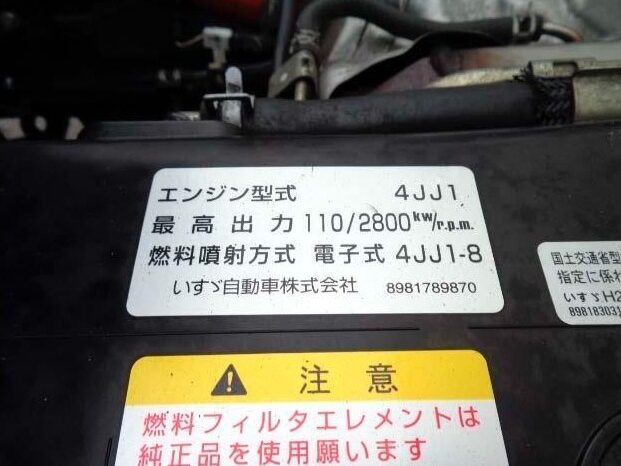 エンジン型式 4JJ1
最高出力 110/2800kw/r.p.m.
燃料噴射方式 電子式 4JJ1-8
いすゞ自動車株式会社 8981789870
国土交通省型
指定に係わ
いすゞH2
89818303
注意
燃料フィルタエレメントは
純正品を使用願います